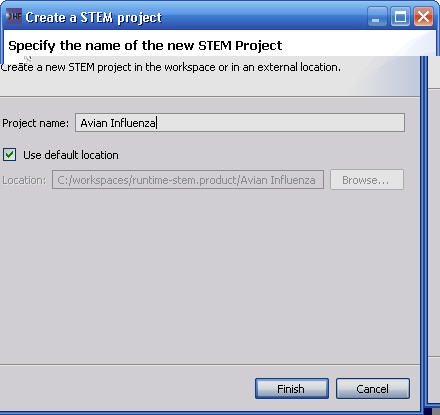 Create a STEM project
Specify the name of the new STEM Project
Create a new STEM project in the workspace or in an external location.
Project name: Avian Influenza
Use default location
Location: C:/workspaces/runtime-stem.product/Avian Influenza Browse...
Finish Cancel